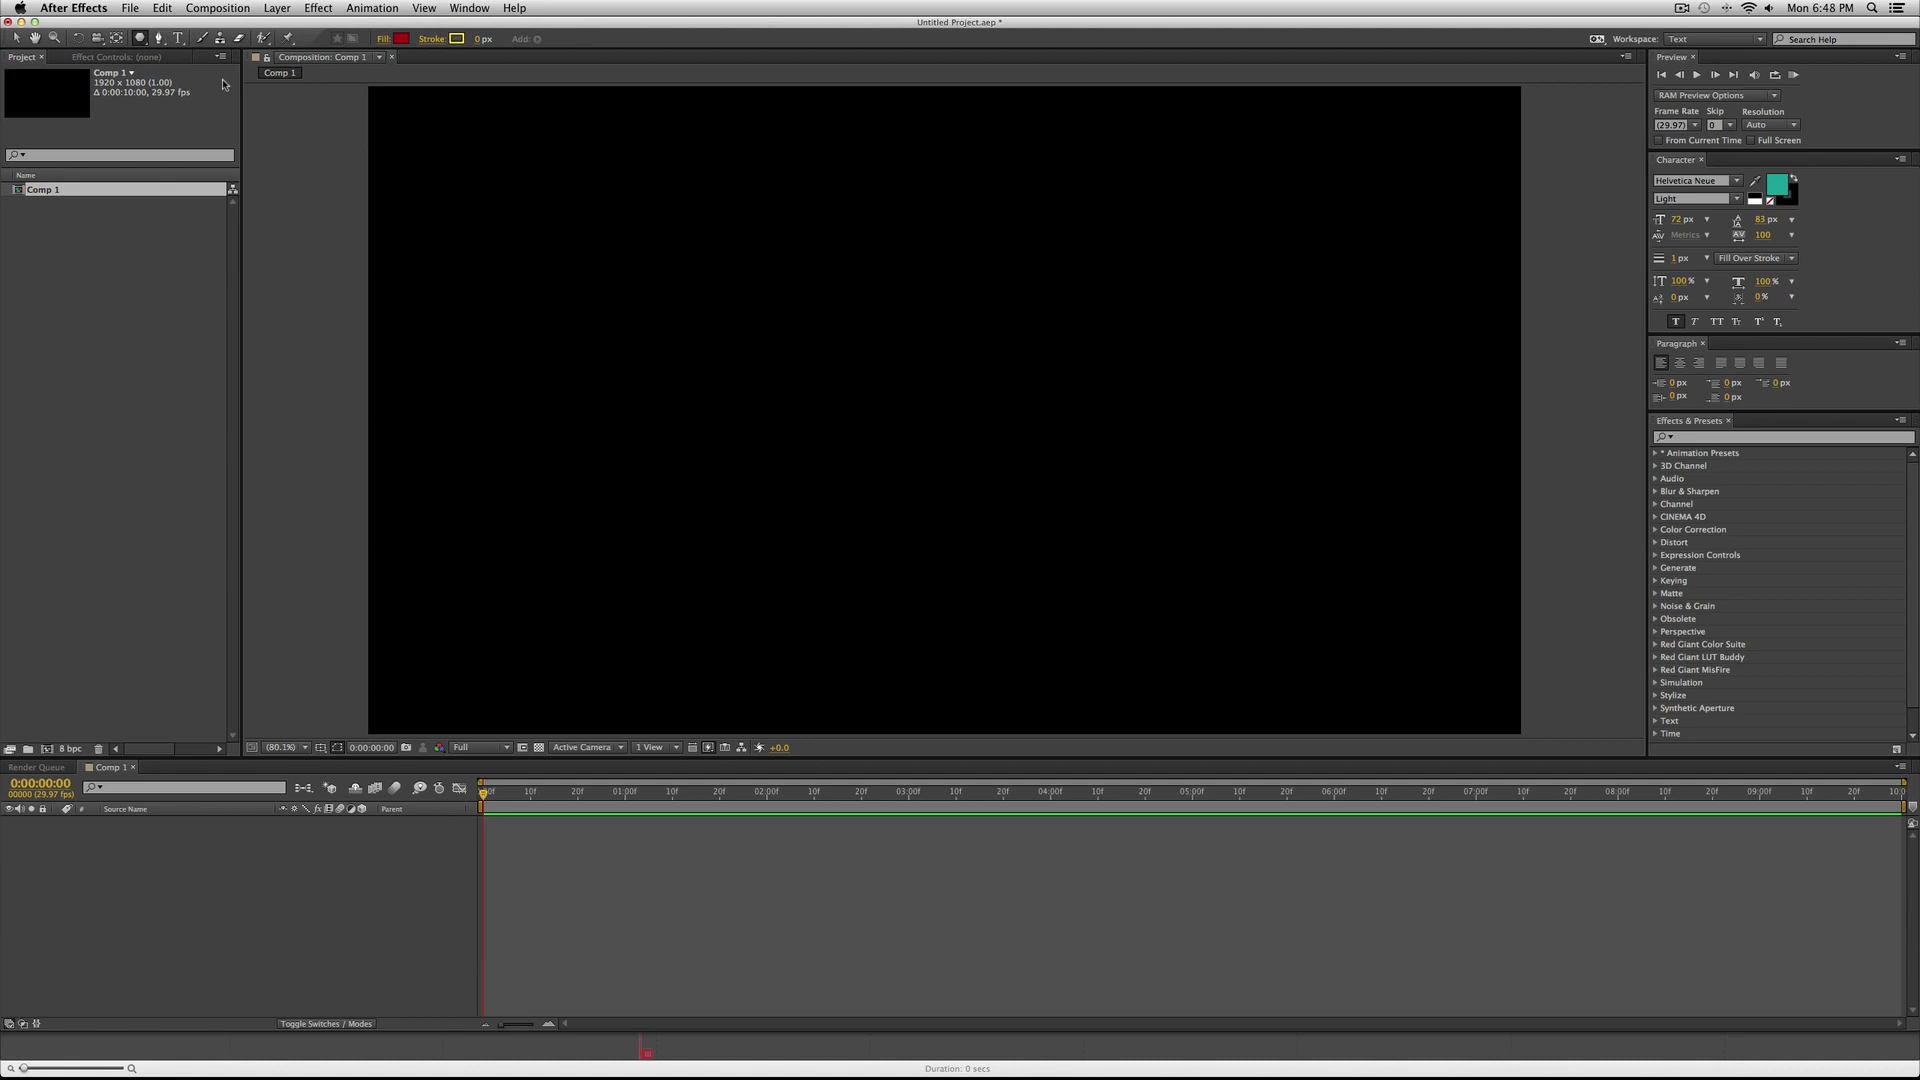 After Effects File Edit Composition Layer Effect Animation View Window Help Mon 6:48 PM
Untitled Project.aep *
Fill: Stroke: 0 px Add: Workspace: Text Search Help
Project × Effect Controls: (none) Composition: Comp 1 × Preview ×
Comp 1 ▾
1920 x 1080 (1.00)
Δ 0:00:10:00, 29.97 fps
Comp 1
RAM Preview Options
Frame Rate Skip Resolution
(29.97) 0 Auto
From Current Time Full Screen
Name
Comp 1
Character ×
Helvetica Neue
Light
72 px 83 px
Metrics 100
1 px Fill Over Stroke
100 % 100 %
0 px 0 %
T T TT Tт T¹ T₁
Paragraph ×
0 px 0 px 0 px
0 px 0 px
Effects & Presets ×
* Animation Presets
3D Channel
Audio
Blur & Sharpen
Channel
CINEMA 4D
Color Correction
Distort
Expression Controls
Generate
Keying
Matte
Noise & Grain
Obsolete
Perspective
Red Giant Color Suite
Red Giant LUT Buddy
Red Giant MisFire
Simulation
Stylize
Synthetic Aperture
Text
Time
8 bpc (80.1%) 0:00:00:00 Full Active Camera 1 View +0.0
Render Queue Comp 1 ×
0:00:00:00
00000 (29.97 fps)
00f 10f 20f 01:00f 10f 20f 02:00f 10f 20f 03:00f 10f 20f 04:00f 10f 20f 05:00f 10f 20f 06:00f 10f 20f 07:00f 10f 20f 08:00f 10f 20f 09:00f 10f 20f 10:0
# Source Name fx Parent
Toggle Switches / Modes
Duration: 0 secs